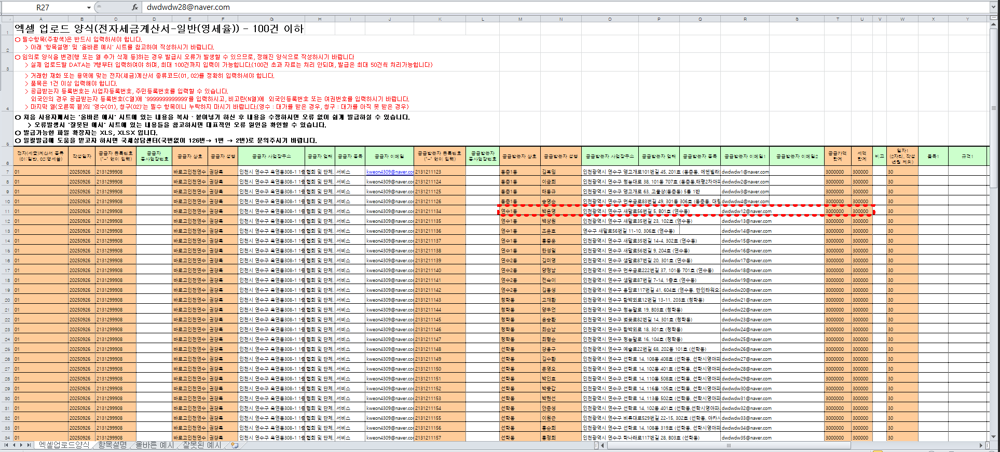 R27 fx dwdwdw28@naver.com
A B C D E F G H I J K L M N O P Q R S T U V W X Y
1 엑셀 업로드 양식(전자세금계산서-일반(영세율)) - 100건 이하
2 ○ 필수항목(주황색)은 반드시 입력하셔야 합니다.
> 아래 '항목설명' 및 '올바른 예시' 시트를 참고하여 작성하시기 바랍니다.
3 ○ 임의로 양식을 변경[행 또는 열 추가 삭제 등]하는 경우 발급시 오류가 발생할 수 있으므로, 정해진 양식으로 작성하시기 바랍니다
> 실제 업로드할 DATA는 7행부터 입력하여야 하며, 최대 100건까지 입력이 가능합니다.(100건 초과 자료는 처리 안되며, 발급은 최대 50건씩 처리가능합니다)
4 > 거래한 재화 또는 용역에 맞는 전자(세금)계산서 종류코드(01, 02)를 정확히 입력하셔야 합니다.
> 품목은 1건 이상 입력해야 합니다.
> 공급받는자 등록번호는 사업자등록번호, 주민등록번호를 입력할 수 있습니다.
외국인의 경우 공급받는자 등록번호(C열)에 '9999999999999'를 입력하시고, 비고란(N열)에 외국인등록번호 또는 여권번호를 입력하시기 바랍니다.
> 마지막 열(오른쪽 끝)의 '영수(01), 청구(02)'는 필수 항목이니 누락하지 마시기 바랍니다.(영수 : 대가를 받은 경우, 청구 : 대가를 아직 못 받은 경우)
5 ○ 처음 사용자께서는 '올바른 예시' 시트에 있는 내용을 복사ㆍ붙여넣기 하신 후 내용을 수정하시면 오류 없이 쉽게 발급하실 수 있습니다.
> 오류발생시 '잘못된 예시' 시트에 있는 내용들을 참고하시면 대표적인 오류 원인을 확인할 수 있습니다.
○ 발급가능한 파일 확장자는 XLS, XLSX 입니다.
○ 일괄발급에 도움을 받고자 하시면 국세상담센터(국번없이 126번→ 1번 → 2번)로 문의주시기 바랍니다.
6 전자(세금)계산서 종류 (01:일반, 02:영세율) 작성일자 공급자 등록번호 ("-" 없이 입력) 공급자 종사업장번호 공급자 상호 공급자 성명 공급자 사업장주소 공급자 업태 공급자 종목 공급자 이메일 공급받는자 등록번호 ("-" 없이 입력) 공급받는자 종사업장번호 공급받는자 상호 공급받는자 성명 공급받는자 사업장주소 공급받는자 업태 공급받는자 종목 공급받는자 이메일1 공급받는자 이메일2 공급가액 합계 세액 합계 비고 일자1 (2자리, 작성년월 제외) 품목1 규격1
7 01 20250926 2131299908 바로고인천연수 권강록 인천시 연수구 옥련동308-1 1층 협회 및 단체, 서비스 kweon4309@naver.co 2131211123 동춘1동 김복임 인천광역시 연수구 앵고개로101번길 45, 201호 (동춘동, 에덴빌라 dwdwdw1@naver.com 3000000 300000 30
8 01 20250926 2131299908 바로고인천연수 권강록 인천시 연수구 옥련동308-1 1층 협회 및 단체, 서비스 kweon4309@naver.co 2131211124 동춘1동 이금희 인천광역시 연수구 청능대로 38, 101동 707호 (동춘동,태평2차아파 dwdwdw2@naver.com 3000000 300000 30
9 01 20250926 2131299908 바로고인천연수 권강록 인천시 연수구 옥련동308-1 1층 협회 및 단체, 서비스 kweon4309@naver.co 2131211125 동춘1동 태동규 인천광역시 연수구 앵고개로 63, 고물상(동춘동) 5통 1반 dwdwdw3@naver.com 3000000 300000 30
10 01 20250926 2131299908 바로고인천연수 권강록 인천시 연수구 옥련동308-1 1층 협회 및 단체, 서비스 kweon4309@naver.co 2131211126 동춘1동 송영순 인천광역시 연수구 먼우금로83번길 49, 301동 306호 (동춘동, 대림 dwdwdw4@naver.com 3000000 300000 30
11 01 20250926 2131299908 바로고인천연수 권강록 인천시 연수구 옥련동308-1 1층 협회 및 단체, 서비스 kweon4309@naver.co 2131211134 연수1동 박은영 인천광역시 연수구 새말로56번길 5, B01호 (연수동) dwdwdw12@naver.com 3000000 300000 30
12 01 20250926 2131299908 바로고인천연수 권강록 인천시 연수구 옥련동308-1 1층 협회 및 단체, 서비스 kweon4309@naver.co 2131211135 연수1동 백상원 인천광역시 연수구 새말로35번길 23, 102호 (연수동) dwdwdw13@naver.com 3000000 300000 30
13 01 20250926 2131299908 바로고인천연수 권강록 인천시 연수구 옥련동308-1 1층 협회 및 단체, 서비스 kweon4309@naver.co 2131211136 연수1동 조은호 연수구 새말로56번길 11-10, 306호 (연수동) dwdwdw14@naver.com 3000000 300000 30
14 01 20250926 2131299908 바로고인천연수 권강록 인천시 연수구 옥련동308-1 1층 협회 및 단체, 서비스 kweon4309@naver.co 2131211137 연수1동 홍종운 인천광역시 연수구 새말로35번길 14-4, 302호 (연수동) dwdwdw15@naver.com 3000000 300000 30
15 01 20250926 2131299908 바로고인천연수 권강록 인천시 연수구 옥련동308-1 1층 협회 및 단체, 서비스 kweon4309@naver.co 2131211138 연수1동 한성일 인천광역시 연수구 새말로56번길 9, 204호 (연수동) dwdwdw16@naver.com 3000000 300000 30
16 01 20250926 2131299908 바로고인천연수 권강록 인천시 연수구 옥련동308-1 1층 협회 및 단체, 서비스 kweon4309@naver.co 2131211139 연수2동 김미영 인천광역시 연수구 샘말로87번길 20, 301호 (연수동) dwdwdw17@naver.com 3000000 300000 30
17 01 20250926 2131299908 바로고인천연수 권강록 인천시 연수구 옥련동308-1 1층 협회 및 단체, 서비스 kweon4309@naver.co 2131211140 연수2동 양정남 인천광역시 연수구 먼우금로222번길 37, 101동 701호 (연수동) dwdwdw18@naver.com 3000000 300000 30
18 01 20250926 2131299908 바로고인천연수 권강록 인천시 연수구 옥련동308-1 1층 협회 및 단체, 서비스 kweon4309@naver.co 2131211141 연수2동 전숙이 인천광역시 연수구 샘말로87번길 7-14, 1층호 (연수동) dwdwdw19@naver.com 3000000 300000 30
19 01 20250926 2131299908 바로고인천연수 권강록 인천시 연수구 옥련동308-1 1층 협회 및 단체, 서비스 kweon4309@naver.co 2131211142 연수2동 김동성 인천광역시 연수구 용담로117번길 41, 604호 (연수동, 만인타워오 dwdwdw20@naver.com 3000000 300000 30
20 01 20250926 2131299908 바로고인천연수 권강록 인천시 연수구 옥련동308-1 1층 협회 및 단체, 서비스 kweon4309@naver.co 2131211143 청학동 고재환 인천광역시 연수구 함박뫼로12번길 13-11, 203호 (청학동) dwdwdw21@naver.com 3000000 300000 30
21 01 20250926 2131299908 바로고인천연수 권강록 인천시 연수구 옥련동308-1 1층 협회 및 단체, 서비스 kweon4309@naver.co 2131211144 청학동 양두언 인천광역시 연수구 청능말로 19, B03호 (청학동) dwdwdw22@naver.com 3000000 300000 30
22 01 20250926 2131299908 바로고인천연수 권강록 인천시 연수구 옥련동308-1 1층 협회 및 단체, 서비스 kweon4309@naver.co 2131211145 청학동 윤승환 인천광역시 연수구 벚꽃로82번길 14, 301호 (청학동) dwdwdw23@naver.com 3000000 300000 30
23 01 20250926 2131299908 바로고인천연수 권강록 인천시 연수구 옥련동308-1 1층 협회 및 단체, 서비스 kweon4309@naver.co 2131211146 청학동 최순남 인천광역시 연수구 함박뫼로 18, 301호 (청학동) dwdwdw24@naver.com 3000000 300000 30
24 01 20250926 2131299908 바로고인천연수 권강록 인천시 연수구 옥련동308-1 1층 협회 및 단체, 서비스 kweon4309@naver.co 2131211147 청학동 최형순 인천광역시 연수구 청능말로 16, 104호 (청학동) dwdwdw25@naver.com 3000000 300000 30
25 01 20250926 2131299908 바로고인천연수 권강록 인천시 연수구 옥련동308-1 1층 협회 및 단체, 서비스 kweon4309@naver.co 2131211148 선학동 강용구 인천광역시 연수구 예술로22번길 68, 202동 101호 (선학동) dwdwdw26@naver.com 3000000 300000 30
26 01 20250926 2131299908 바로고인천연수 권강록 인천시 연수구 옥련동308-1 1층 협회 및 단체, 서비스 kweon4309@naver.co 2131211149 선학동 김수환 인천광역시 연수구 선학로 14, 108동 408호 (선학동, 선학시영아파 dwdwdw27@naver.com 3000000 300000 30
27 01 20250926 2131299908 바로고인천연수 권강록 인천시 연수구 옥련동308-1 1층 협회 및 단체, 서비스 kweon4309@naver.co 2131211150 선학동 문영오 인천광역시 연수구 선학로 14, 102동 401호 (선학동, 선학시영아파 dwdwdw28@naver.com 3000000 300000 30
28 01 20250926 2131299908 바로고인천연수 권강록 인천시 연수구 옥련동308-1 1층 협회 및 단체, 서비스 kweon4309@naver.co 2131211151 선학동 박인호 인천광역시 연수구 선학로 14, 110동 508호 (선학동, 선학시영아파 dwdwdw29@naver.com 3000000 300000 30
29 01 20250926 2131299908 바로고인천연수 권강록 인천시 연수구 옥련동308-1 1층 협회 및 단체, 서비스 kweon4309@naver.co 2131211152 선학동 박중갑 인천광역시 연수구 선학로 14, 116동 105호 (선학동, 선학시영아파 dwdwdw30@naver.com 3000000 300000 30
30 01 20250926 2131299908 바로고인천연수 권강록 인천시 연수구 옥련동308-1 1층 협회 및 단체, 서비스 kweon4309@naver.co 2131211153 선학동 박현선 인천광역시 연수구 선학로 14, 113동 502호 (선학동, 선학시영아파 dwdwdw31@naver.com 3000000 300000 30
31 01 20250926 2131299908 바로고인천연수 권강록 인천시 연수구 옥련동308-1 1층 협회 및 단체, 서비스 kweon4309@naver.co 2131211154 선학동 안춘성 인천광역시 연수구 선학로 14, 102동 401호 (선학동,선학시영아파 dwdwdw32@naver.com 3000000 300000 30
32 01 20250926 2131299908 바로고인천연수 권강록 인천시 연수구 옥련동308-1 1층 협회 및 단체, 서비스 kweon4309@naver.co 2131211155 선학동 이원근 인천광역시 연수구 비류대로529번길 22-15, 302호 (선학동, 아카시 dwdwdw33@naver.com 3000000 300000 30
33 01 20250926 2131299908 바로고인천연수 권강록 인천시 연수구 옥련동308-1 1층 협회 및 단체, 서비스 kweon4309@naver.co 2131211156 선학동 홍순희 인천광역시 연수구 선학로 14, 108동 319호 (선학동, 선학시영아파 dwdwdw34@naver.com 3000000 300000 30
34 01 20250926 2131299908 바로고인천연수 권강록 인천시 연수구 옥련동308-1 1층 협회 및 단체, 서비스 kweon4309@naver.co 2131211157 선학동 홍정희 인천광역시 연수구 학나래로117번길 28, B03호 (선학동) dwdwdw35@naver.com 3000000 300000 30
엑셀업로드양식 항목설명 올바른 예시 잘못된 예시